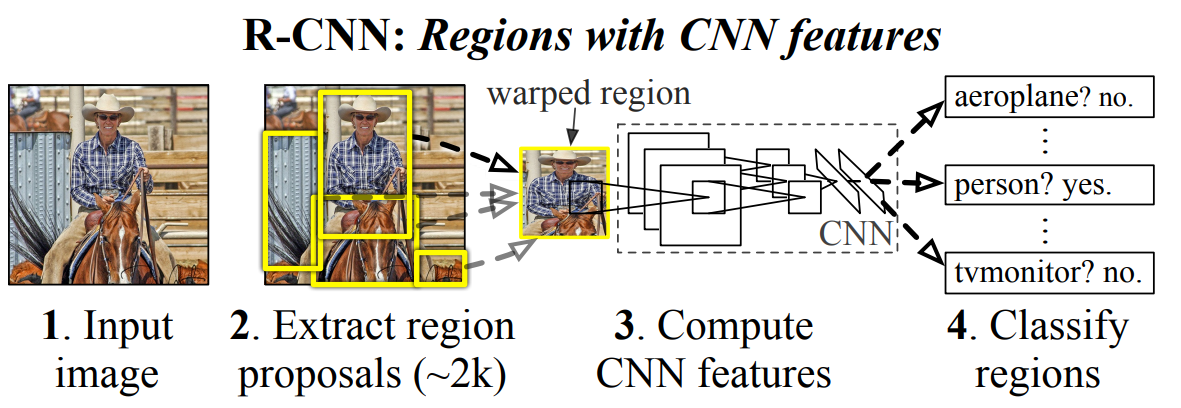 R-CNN: Regions with CNN features
warped region
aeroplane? no.
person? yes.
tvmonitor? no.
CNN
1. Input
image
2. Extract region
proposals (~2k)
3. Compute
CNN features
4. Classify
regions